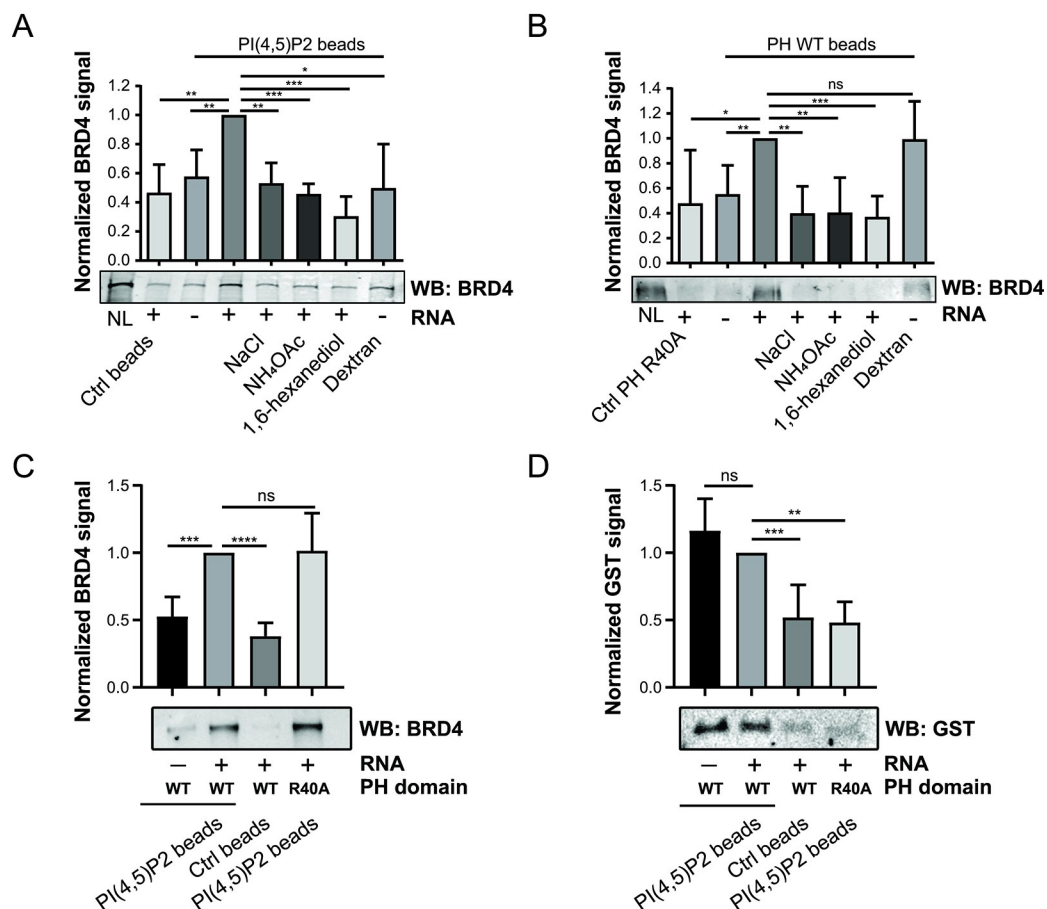 A
PI(4,5)P2 beads
*
***
** ***
** **
Normalized BRD4 signal
1.2
1.0
0.8
0.6
0.4
0.2
0.0
WB: BRD4
NL + - + + + + -
RNA
Ctrl beads
NaCl
NH₄OAc
1,6-hexanediol
Dextran
B
PH WT beads
ns
***
* **
** **
Normalized BRD4 signal
1.4
1.2
1.0
0.8
0.6
0.4
0.2
0.0
WB: BRD4
NL + - + + + + -
RNA
Ctrl PH R40A
NaCl
NH₄OAc
1,6-hexanediol
Dextran
C
ns
*** ****
Normalized BRD4 signal
1.5
1.0
0.5
0.0
WB: BRD4
– + + + RNA
WT WT WT R40A PH domain
PI(4,5)P2 beads
Ctrl beads
PI(4,5)P2 beads
D
ns
**
***
Normalized GST signal
1.5
1.0
0.5
0.0
WB: GST
– + + + RNA
WT WT WT R40A PH domain
PI(4,5)P2 beads
Ctrl beads
PI(4,5)P2 beads